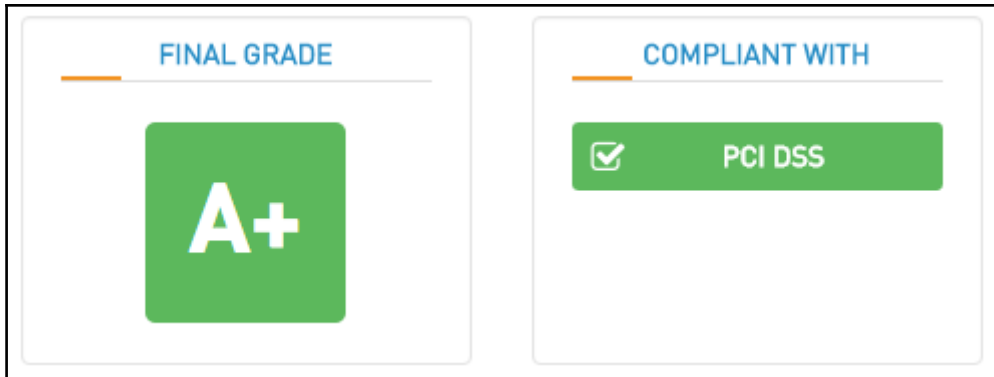 FINAL GRADE
A+
COMPLIANT WITH
PCI DSS